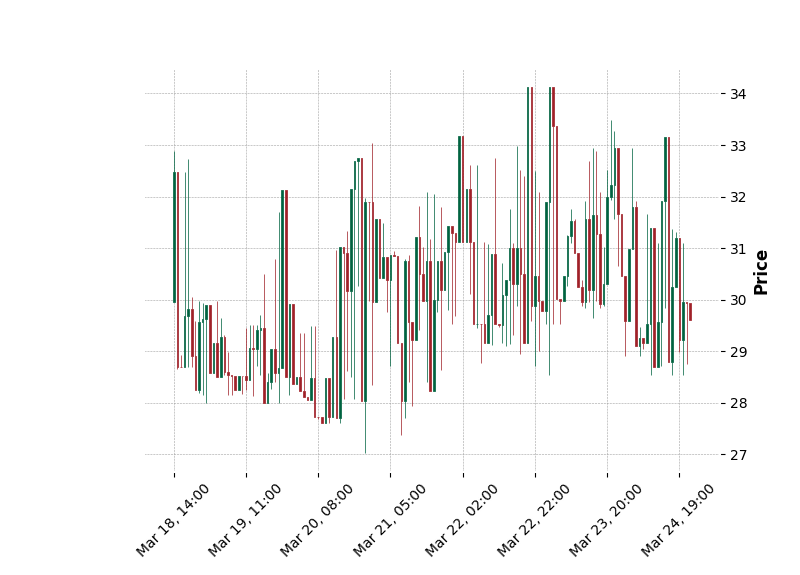 34
33
32
31
30
29
28
27
Price
Mar 18, 14:00
Mar 19, 11:00
Mar 20, 08:00
Mar 21, 05:00
Mar 22, 02:00
Mar 22, 22:00
Mar 23, 20:00
Mar 24, 19:00